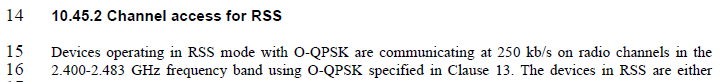 14 10.45.2 Channel access for RSS
15 Devices operating in RSS mode with O-QPSK are communicating at 250 kb/s on radio channels in the
16 2.400-2.483 GHz frequency band using O-QPSK specified in Clause 13. The devices in RSS are either